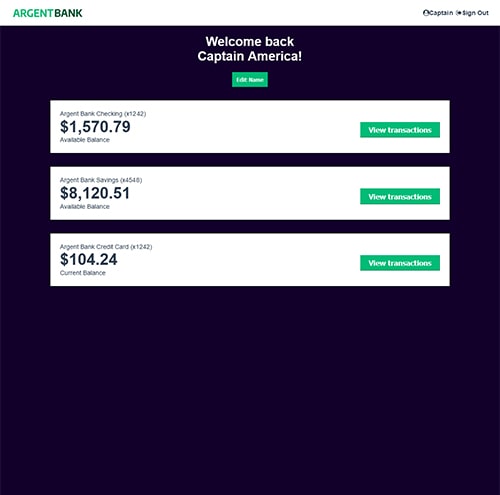 ARGENTBANK
Captain Sign Out
Welcome back
Captain America!
Edit Name
Argent Bank Checking (x1242)
$1,570.79
Available Balance
View transactions
Argent Bank Savings (x4548)
$8,120.51
Available Balance
View transactions
Argent Bank Credit Card (x1242)
$104.24
Current Balance
View transactions